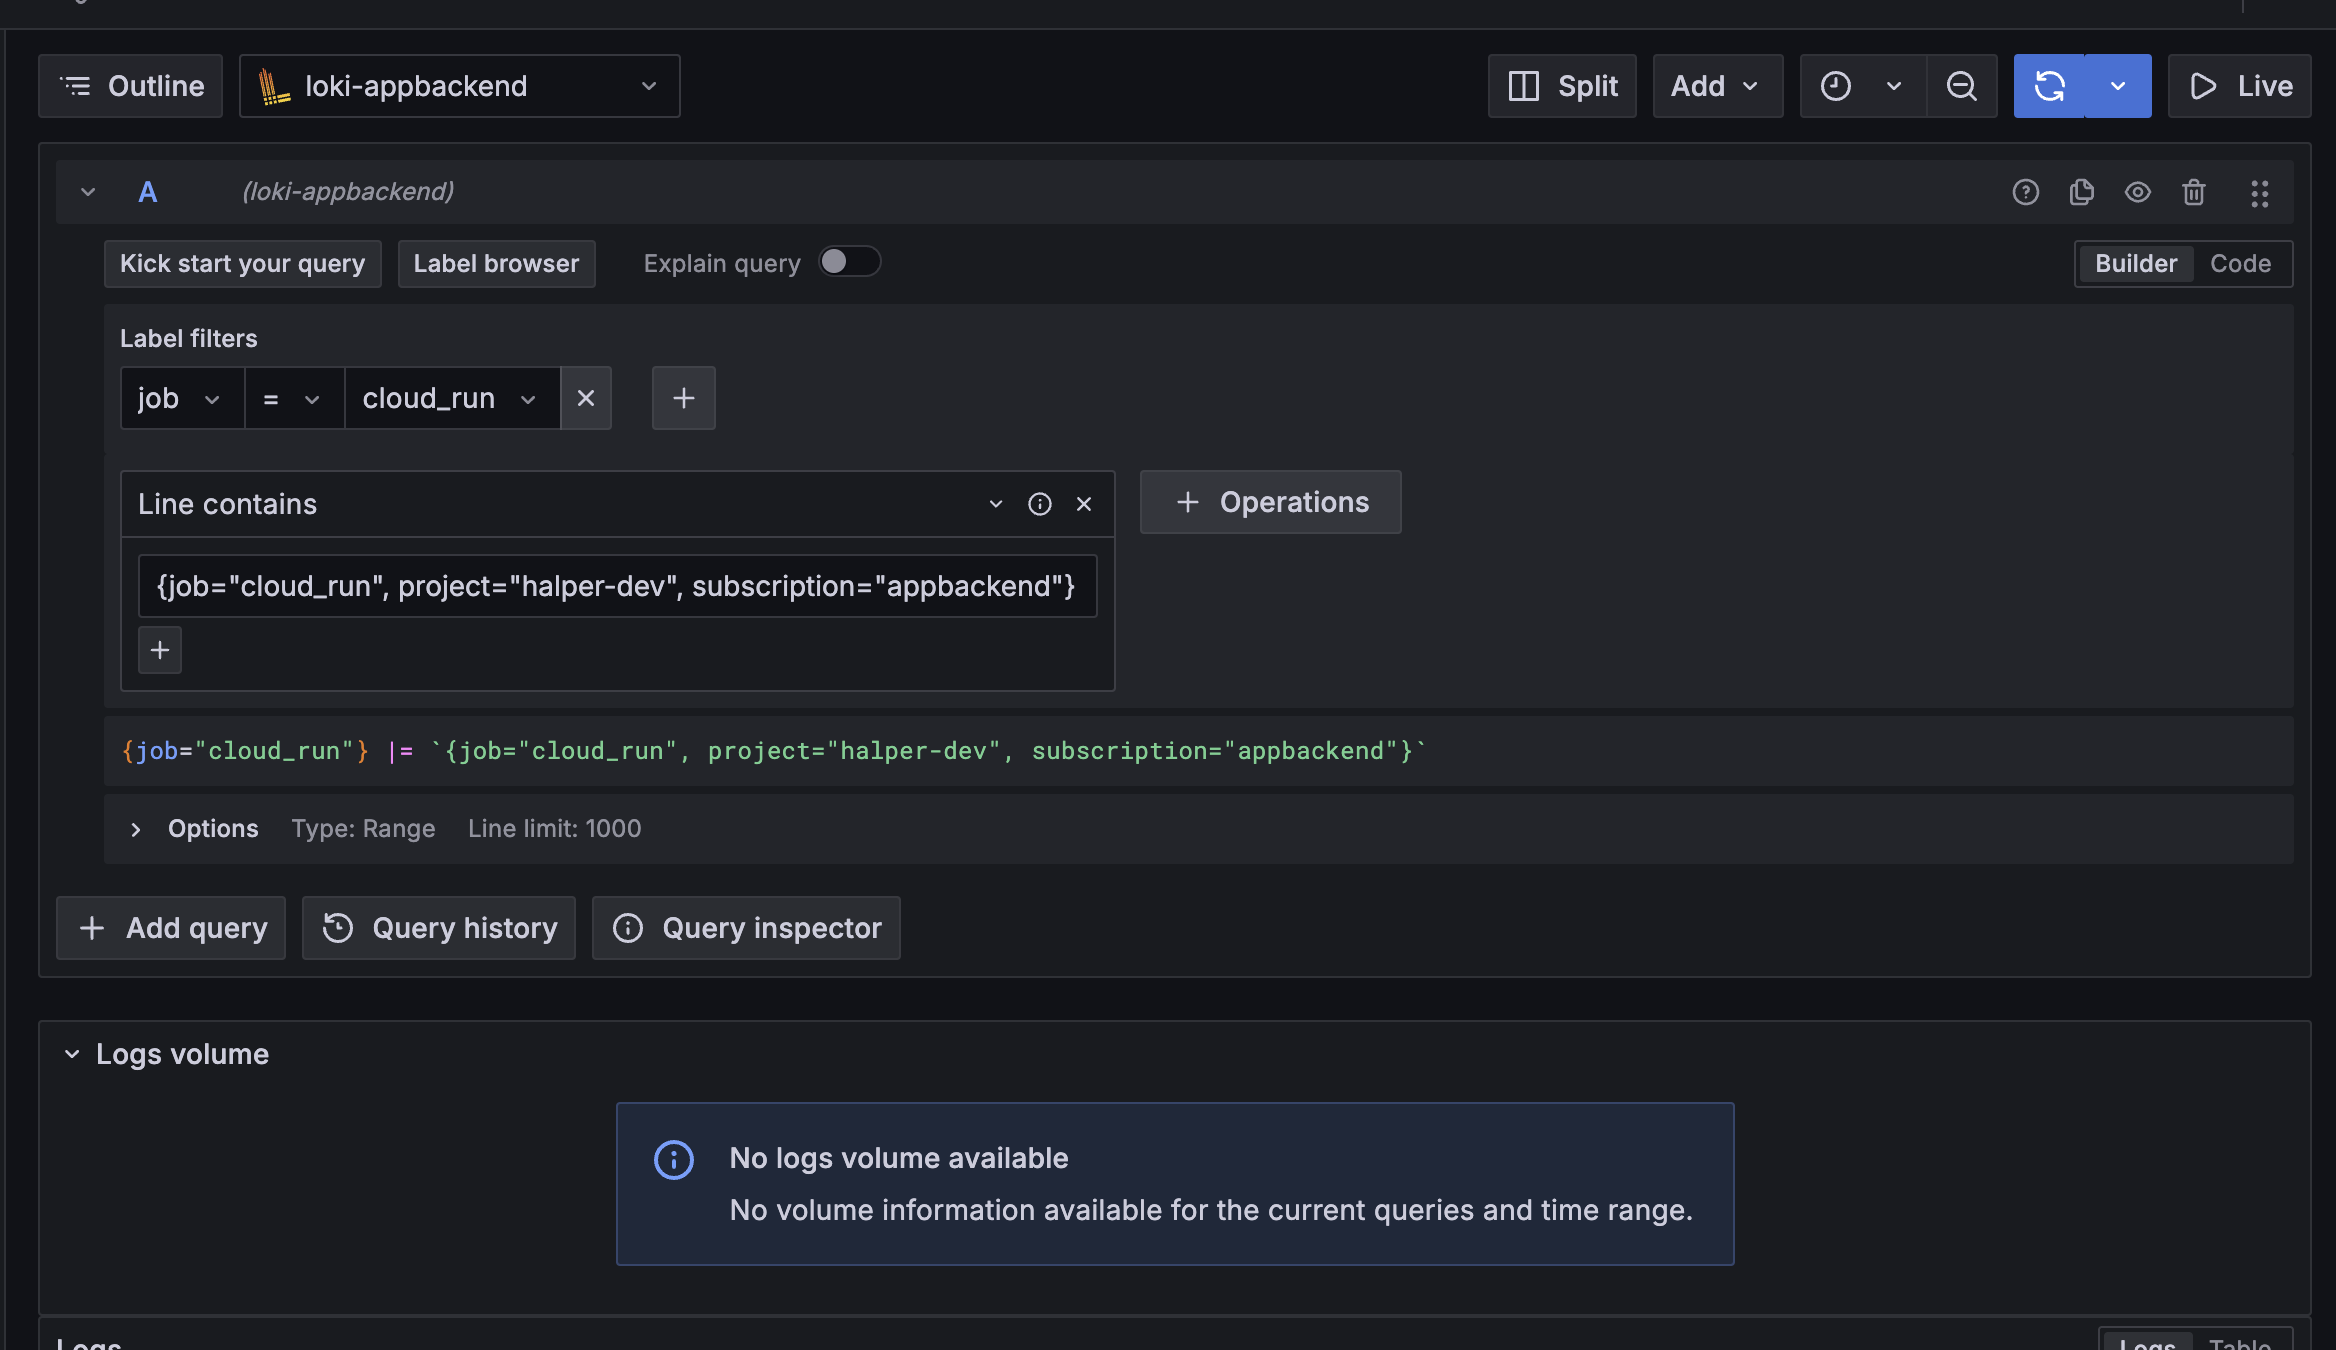 Outline
loki-appbackend
Split
Add
Live
A
(loki-appbackend)
Kick start your query
Label browser
Explain query
Builder
Code
Label filters
job
=
cloud_run
Line contains
Operations
{job="cloud_run", project="halper-dev", subscription="appbackend"}
{job="cloud_run"} |= `{job="cloud_run", project="halper-dev", subscription="appbackend"}`
Options Type: Range Line limit: 1000
Add query
Query history
Query inspector
Logs volume
No logs volume available
No volume information available for the current queries and time range.
Logs
Logs
Table